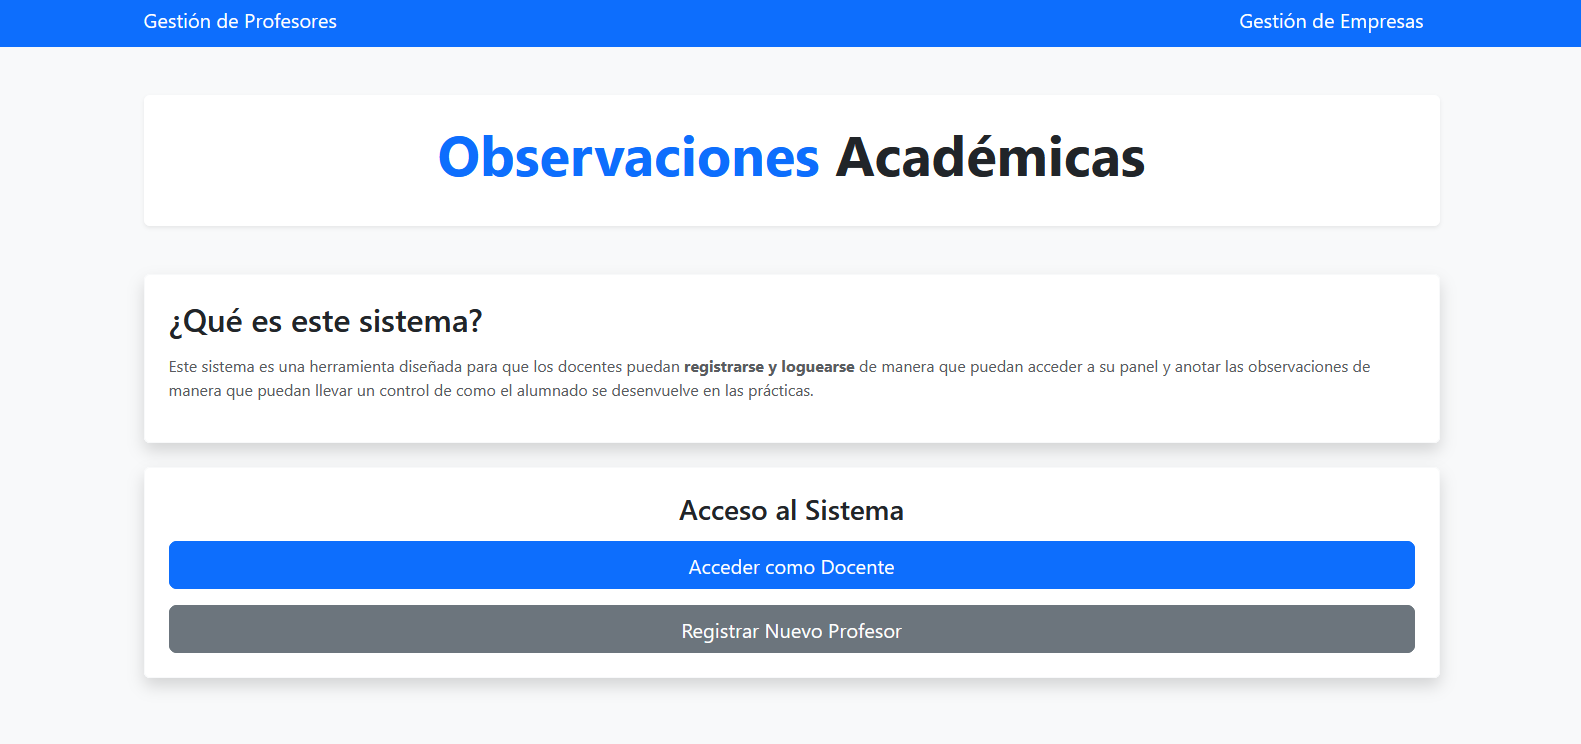 Gestión de Profesores
Gestión de Empresas
Observaciones Académicas
¿Qué es este sistema?
Este sistema es una herramienta diseñada para que los docentes puedan registrarse y loguearse de manera que puedan acceder a su panel y anotar las observaciones de
manera que puedan llevar un control de como el alumnado se desenvuelve en las prácticas.
Acceso al Sistema
Acceder como Docente
Registrar Nuevo Profesor